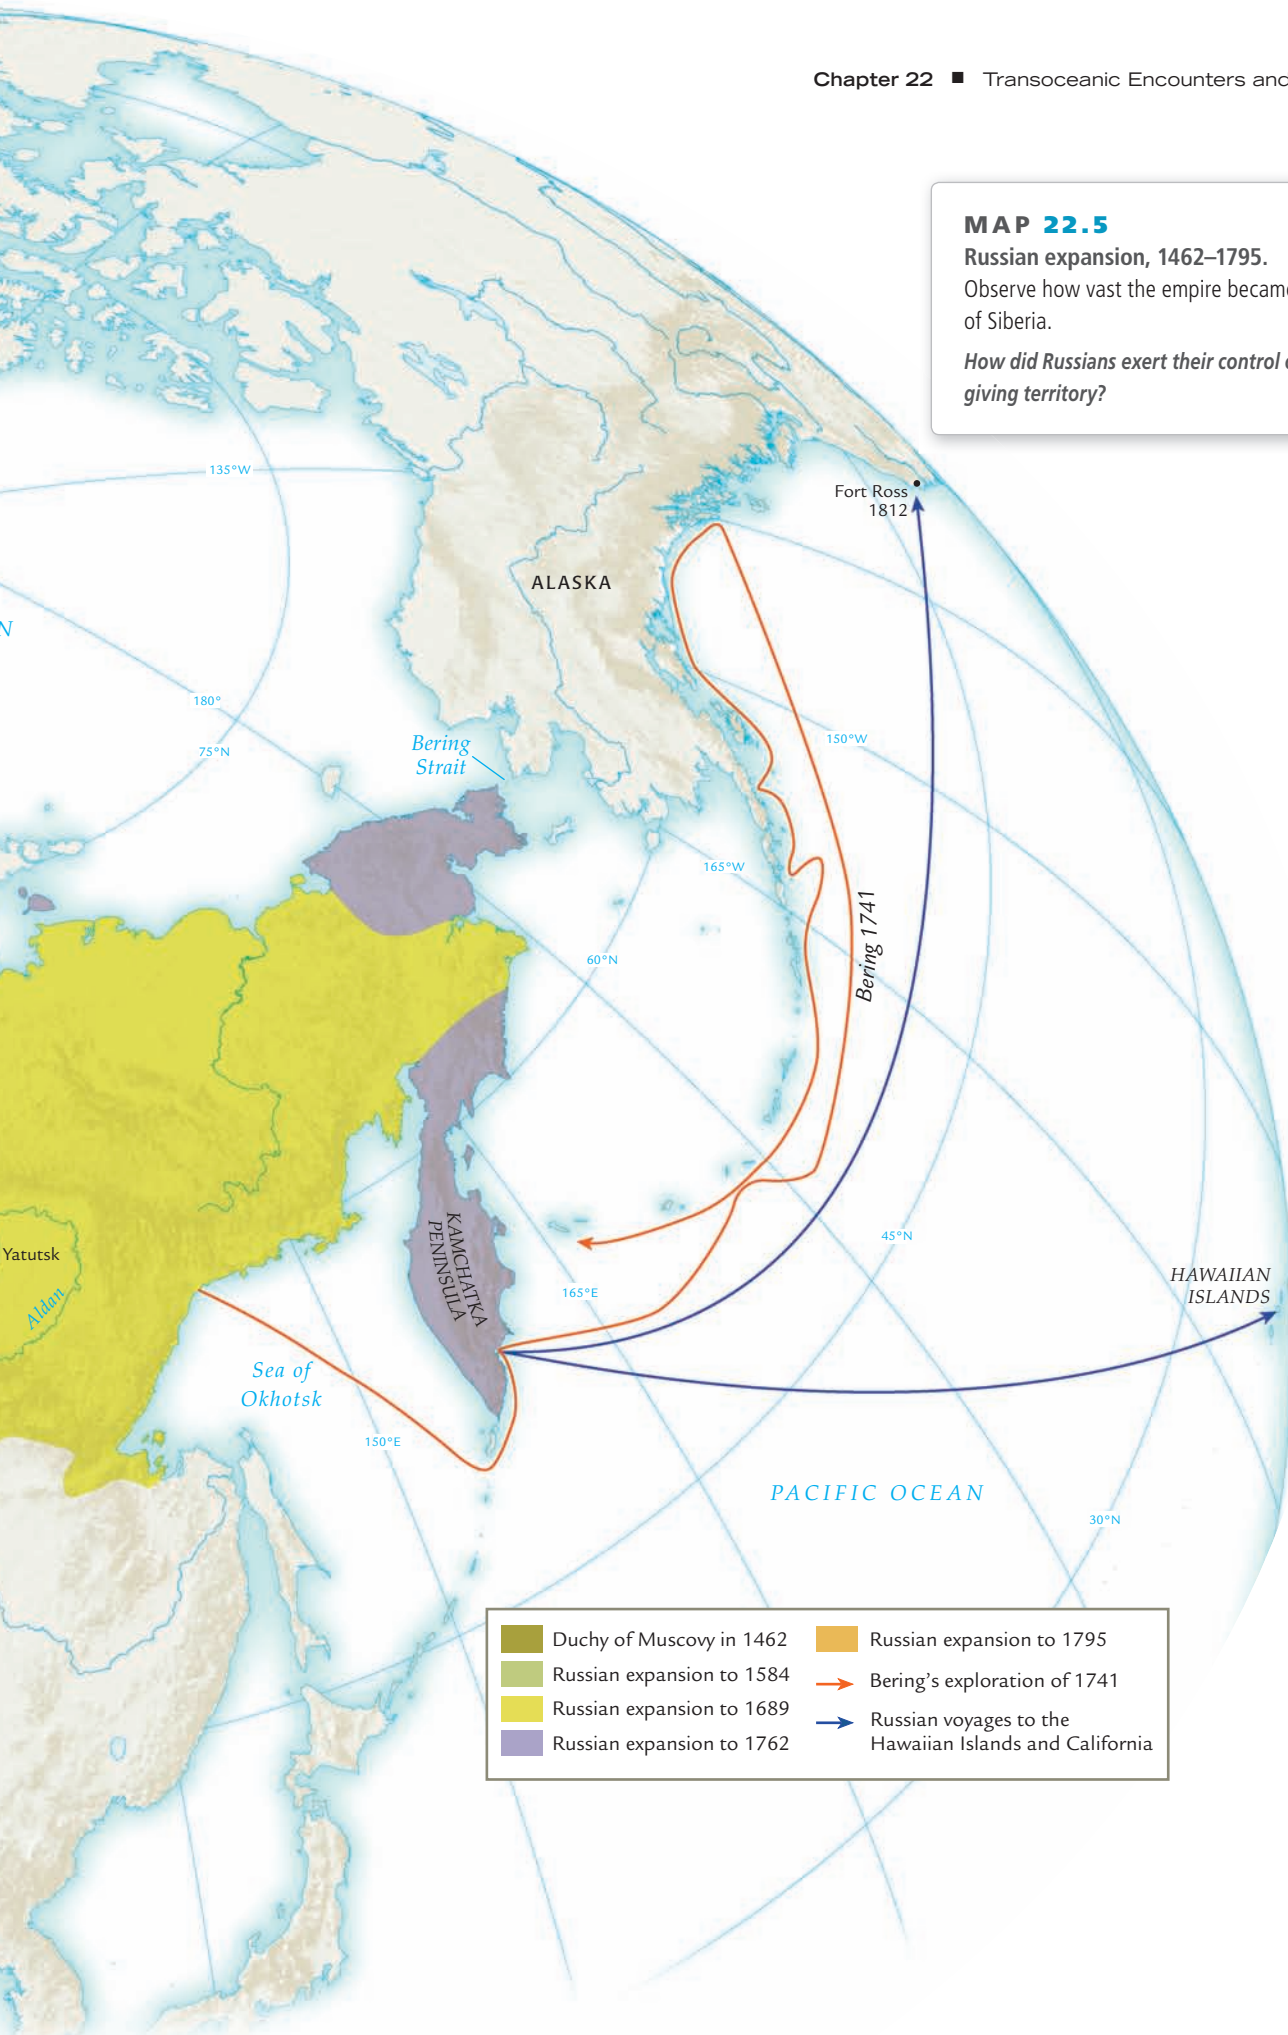 Chapter 22 ■ Transoceanic Encounters and
MAP 22.5
Russian expansion, 1462–1795.
Observe how vast the empire became
of Siberia.
How did Russians exert their control
giving territory?
135°W
Fort Ross
1812
ALASKA
N
180°
75°N
Bering
Strait
150°W
165°W
Bering 1741
60°N
KAMCHATKA
PENINSULA
Yatutsk
Aldan
45°N
165°E
HAWAIIAN
ISLANDS
Sea of
Okhotsk
150°E
PACIFIC OCEAN
30°N
Duchy of Muscovy in 1462
Russian expansion to 1584
Russian expansion to 1689
Russian expansion to 1762
Russian expansion to 1795
Bering's exploration of 1741
Russian voyages to the
Hawaiian Islands and California